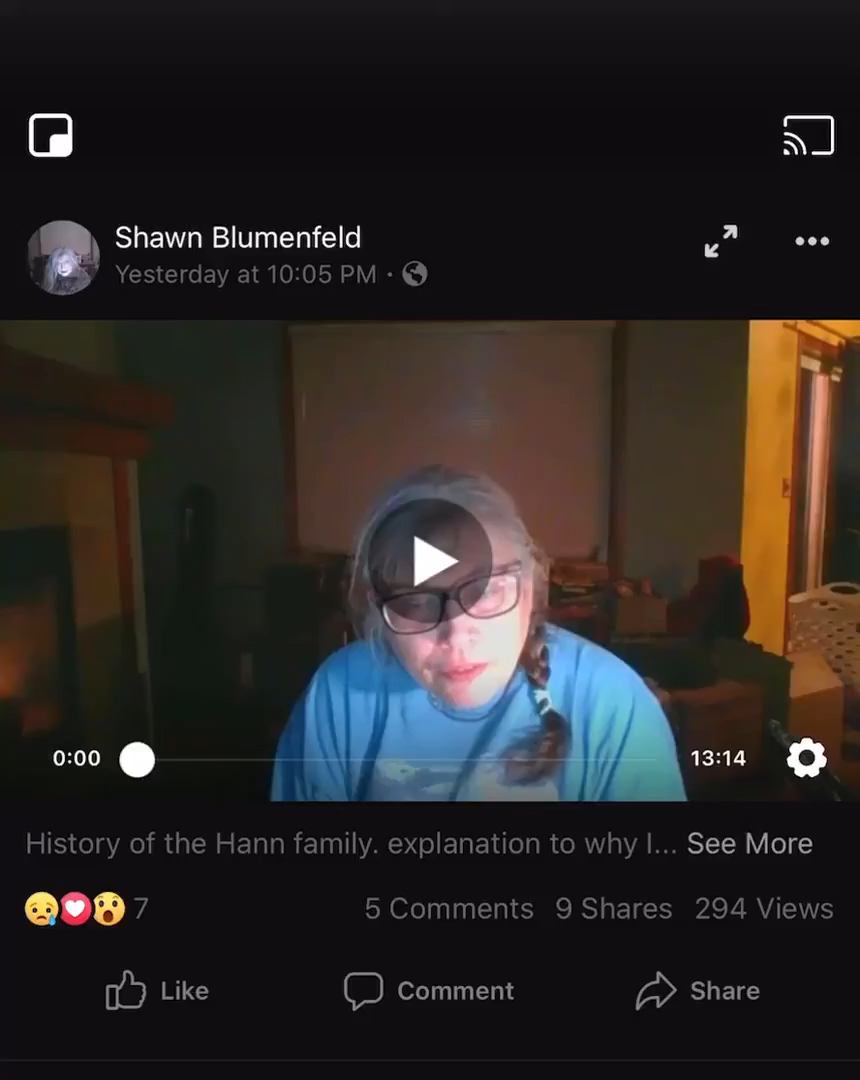 Shawn Blumenfeld
Yesterday at 10:05 PM ·
0:00
13:14
History of the Hann family. explanation to why I... See More
7
5 Comments 9 Shares 294 Views
Like Comment Share